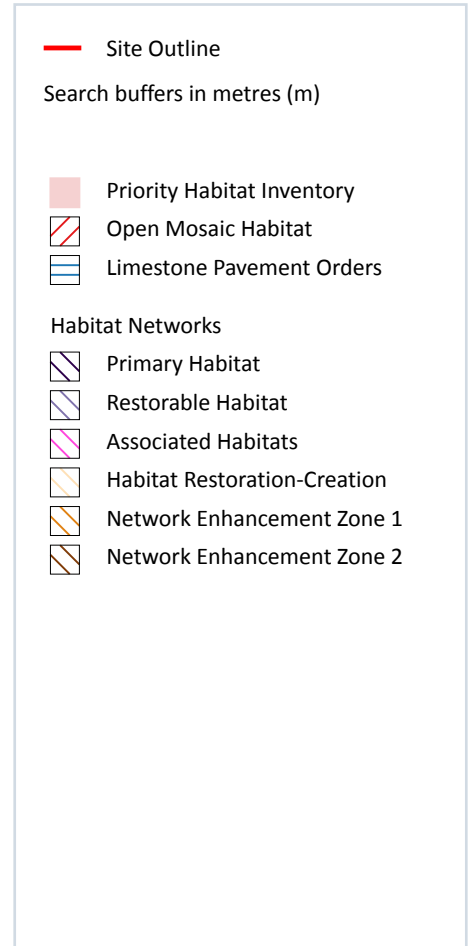 Site Outline
Search buffers in metres (m)
Priority Habitat Inventory
Open Mosaic Habitat
Limestone Pavement Orders
Habitat Networks
Primary Habitat
Restorable Habitat
Associated Habitats
Habitat Restoration-Creation
Network Enhancement Zone 1
Network Enhancement Zone 2